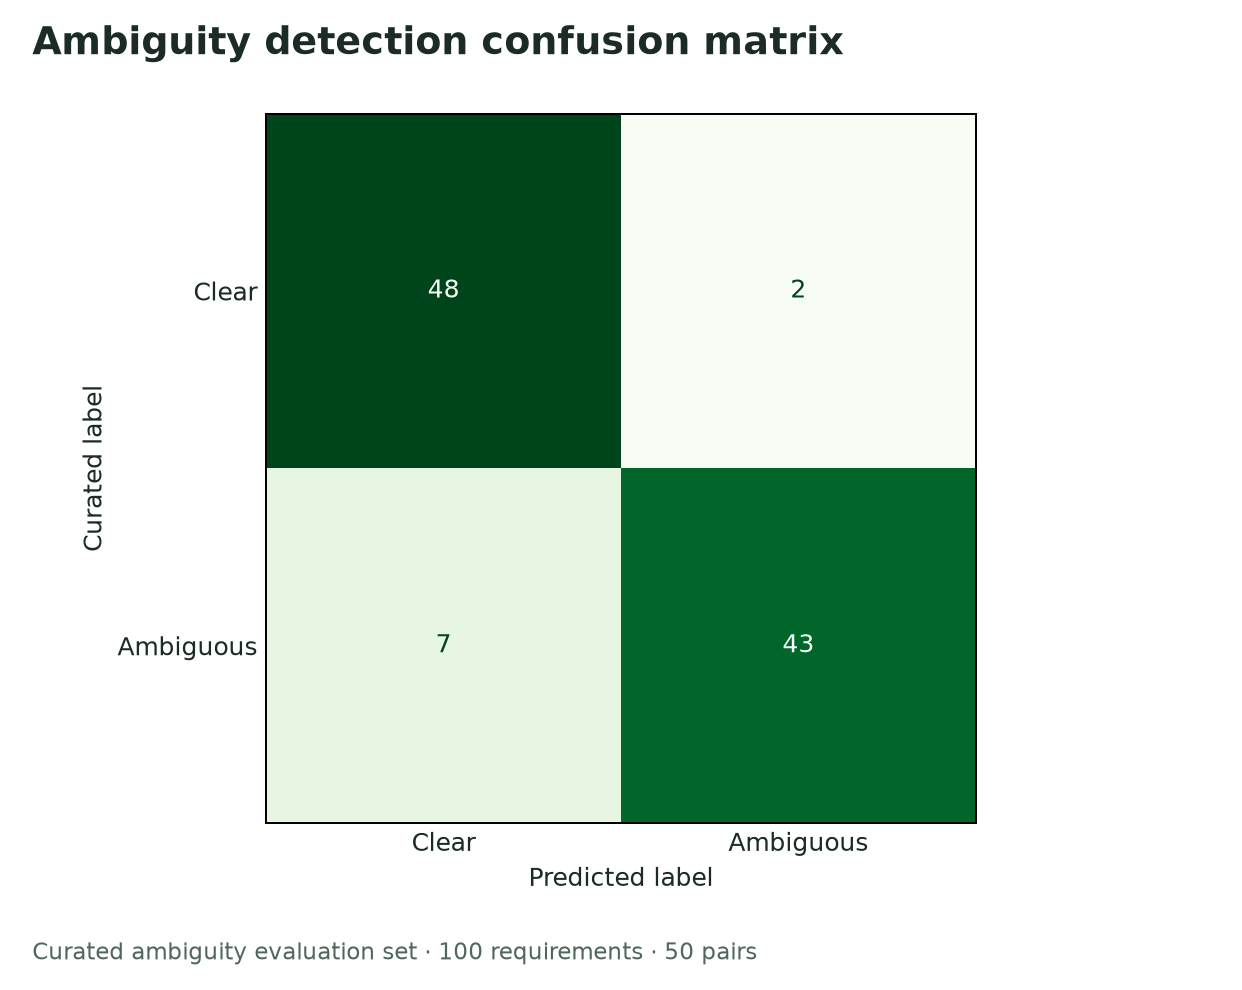 Ambiguity detection confusion matrix
Clear
48
2
Curated label
Ambiguous
7
43
Clear
Ambiguous
Predicted label
Curated ambiguity evaluation set · 100 requirements · 50 pairs